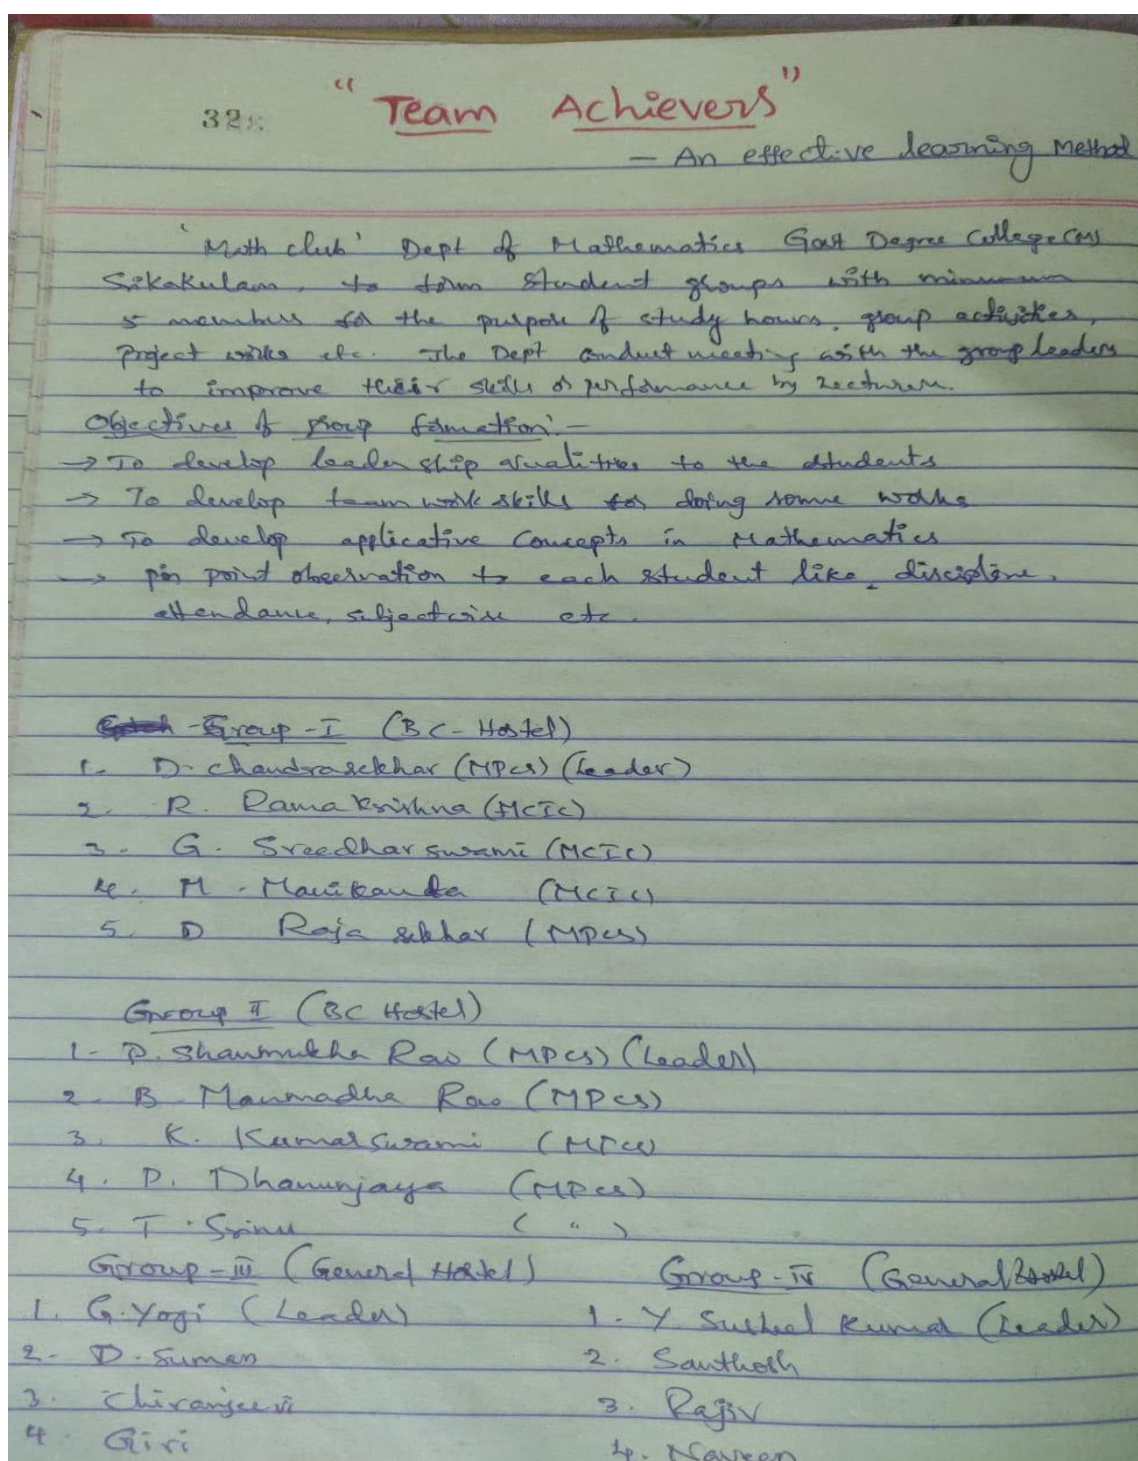 32
"Team Achievers"
— An effective learning Method
'Math club' Dept of Mathematics Govt Degree College (M)
Srikakulam, to form student groups with minimum
5 members for the purpose of study hours, group activities,
project works etc. The Dept conduct meeting with the group leaders
to improve their skills & performance by Lecturers.
Objectives of group formation:-
→ To develop leader ship qualities to the students
→ To develop team work skills for doing some works
→ To develop applicative Concepts in Mathematics
→ pin point observation to each student like discipline,
attendance, subjectwise etc.
Group - I (BC - Hostel)
1. D. Chandrasekhar (MPCs) (Leader)
2. R. Rama Krishna (MCIC)
3. G. Sreedhar swami (MCIC)
4. M. Manikanta (MCIC)
5. D Raja sekhar (MPCs)
Group II (BC Hostel)
1. P. Shanmukha Rao (MPCs) (Leader)
2. B. Manmadha Rao (MPCs)
3. K. Kumar Swami (MPCs)
4. P. Dhanunjaya (MPCs)
5. T. Srinu ( " )
Group - III (General Hostel) Group - IV (General Hostel)
1. G. Yogi (Leader) 1. Y Susheel Kumar (Leader)
2. D. Suman 2. Santhosh
3. Chiranjeevi 3. Rajiv
4. Giri 4. Naveen